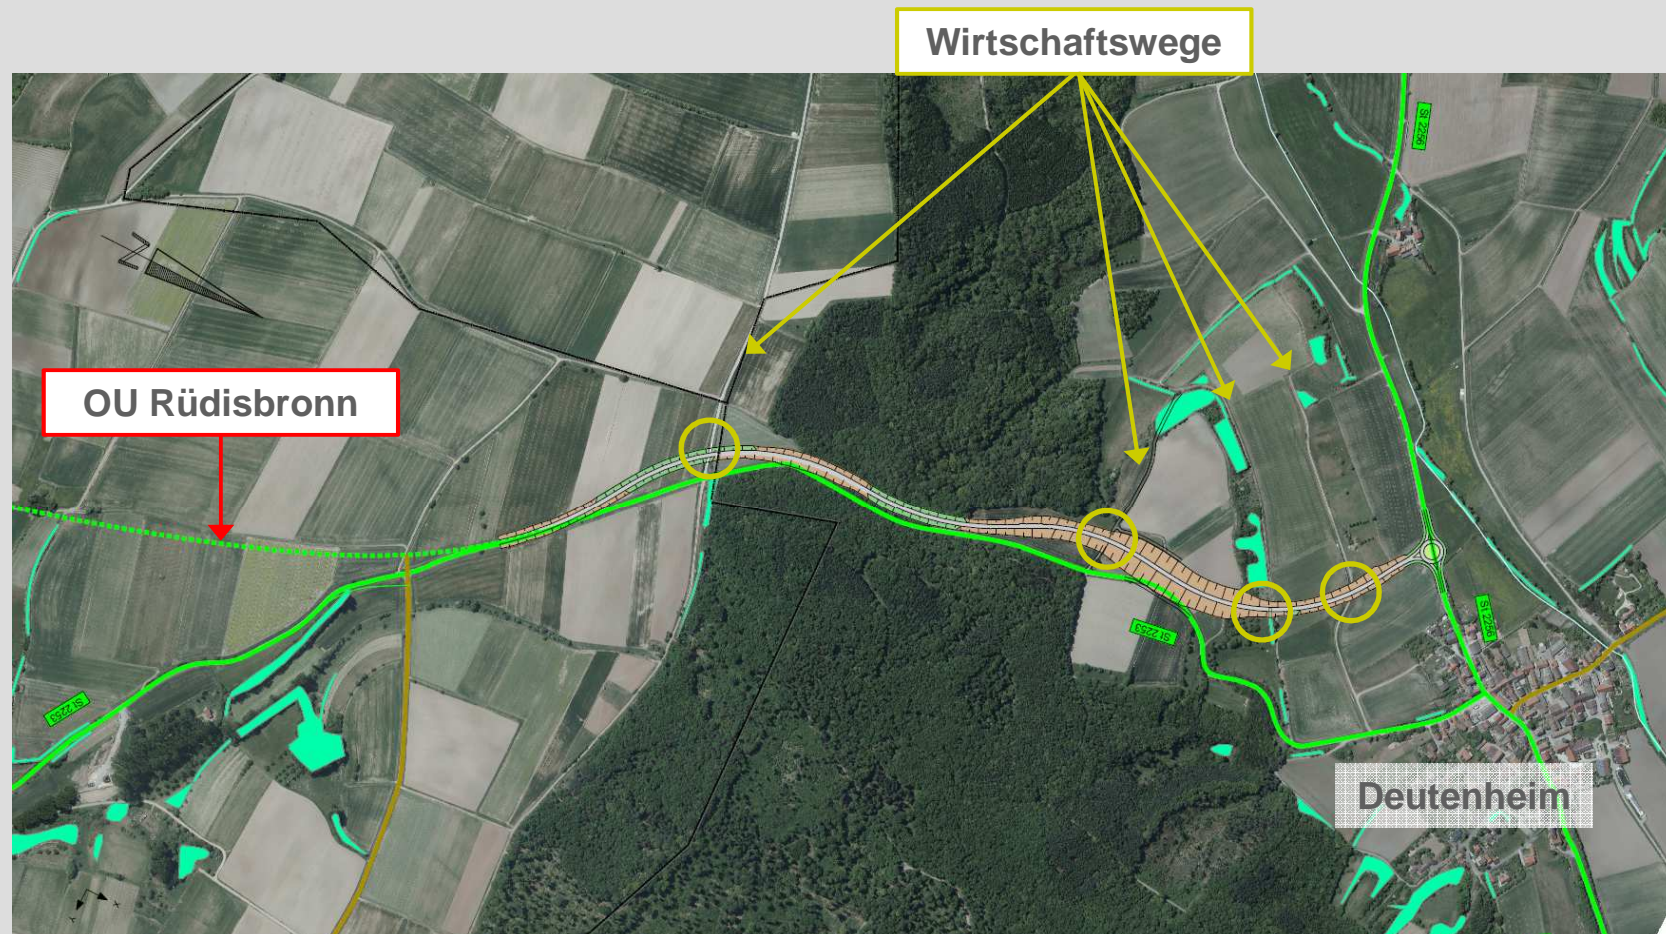 Wirtschaftswege
St 2256
N
OU Rüdisbronn
St 2253
St 2256
St 2253
Deutenheim
Y
X